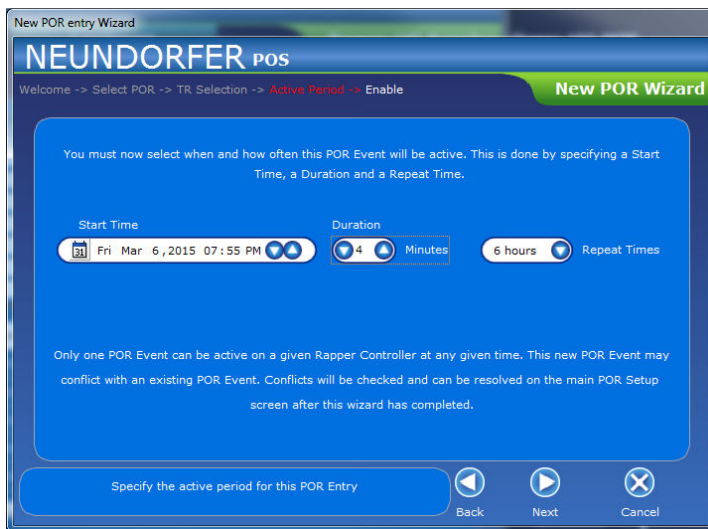 New POR entry Wizard
NEUNDORFER POS
Welcome -> Select POR -> TR Selection -> Active Period -> Enable
New POR Wizard
You must now select when and how often this POR Event will be active. This is done by specifying a Start
Time, a Duration and a Repeat Time.
Start Time
Duration
31 Fri Mar 6,2015 07:55 PM
4 Minutes
6 hours Repeat Times
Only one POR Event can be active on a given Rapper Controller at any given time. This new POR Event may
conflict with an existing POR Event. Conflicts will be checked and can be resolved on the main POR Setup
screen after this wizard has completed.
Specify the active period for this POR Entry
Back
Next
Cancel